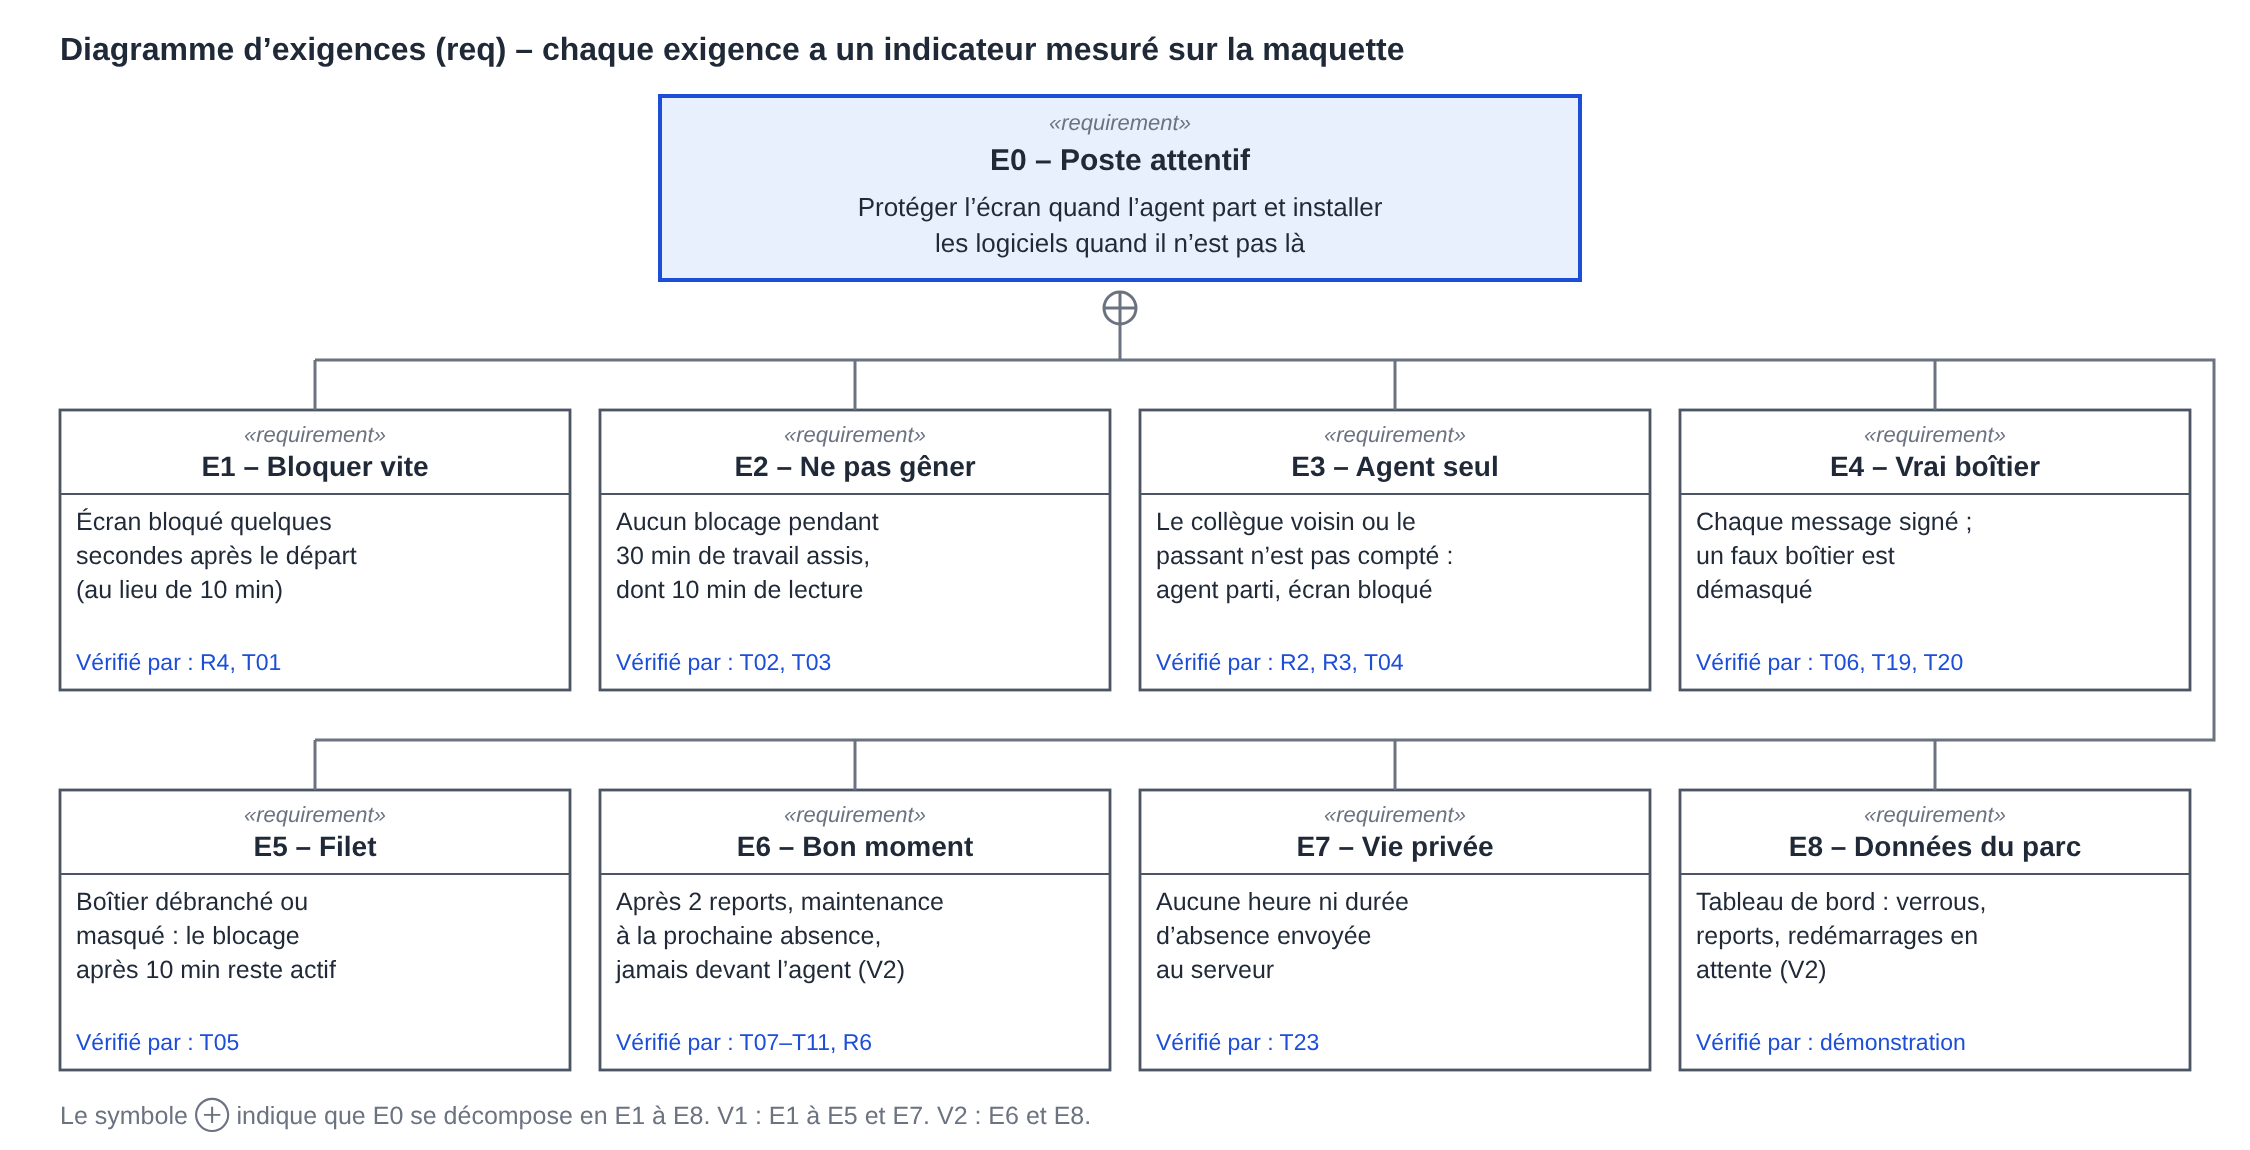 Diagramme d’exigences (req) – chaque exigence a un indicateur mesuré sur la maquette
«requirement»
E0 – Poste attentif
Protéger l’écran quand l’agent part et installer
les logiciels quand il n’est pas là
«requirement»
E1 – Bloquer vite
Écran bloqué quelques
secondes après le départ
(au lieu de 10 min)
Vérifié par : R4, T01
«requirement»
E2 – Ne pas gêner
Aucun blocage pendant
30 min de travail assis,
dont 10 min de lecture
Vérifié par : T02, T03
«requirement»
E3 – Agent seul
Le collègue voisin ou le
passant n’est pas compté :
agent parti, écran bloqué
Vérifié par : R2, R3, T04
«requirement»
E4 – Vrai boîtier
Chaque message signé ;
un faux boîtier est
démasqué
Vérifié par : T06, T19, T20
«requirement»
E5 – Filet
Boîtier débranché ou
masqué : le blocage
après 10 min reste actif
Vérifié par : T05
«requirement»
E6 – Bon moment
Après 2 reports, maintenance
à la prochaine absence,
jamais devant l’agent (V2)
Vérifié par : T07–T11, R6
«requirement»
E7 – Vie privée
Aucune heure ni durée
d’absence envoyée
au serveur
Vérifié par : T23
«requirement»
E8 – Données du parc
Tableau de bord : verrous,
reports, redémarrages en
attente (V2)
Vérifié par : démonstration
Le symbole ⊕ indique que E0 se décompose en E1 à E8. V1 : E1 à E5 et E7. V2 : E6 et E8.